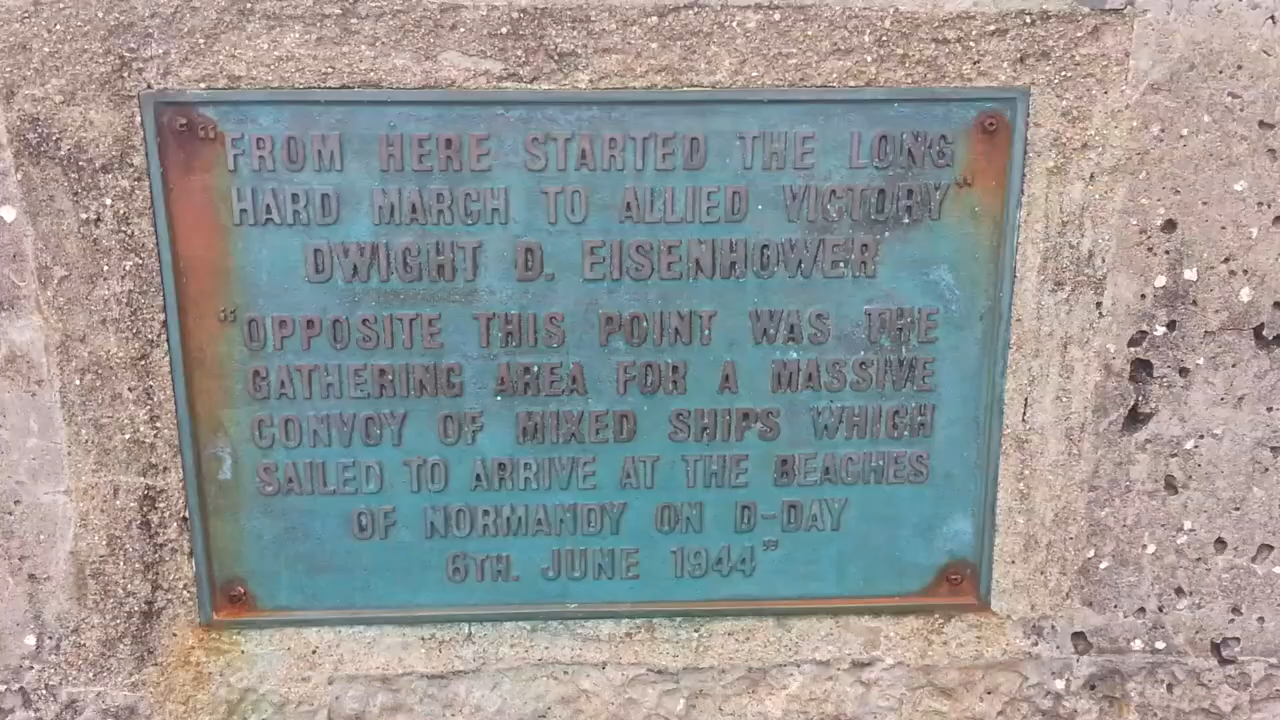 "FROM HERE STARTED THE LONG
HARD MARCH TO ALLIED VICTORY"
DWIGHT D. EISENHOWER
"OPPOSITE THIS POINT WAS THE
GATHERING AREA FOR A MASSIVE
CONVOY OF MIXED SHIPS WHICH
SAILED TO ARRIVE AT THE BEACHES
OF NORMANDY ON D-DAY
6TH. JUNE 1944"